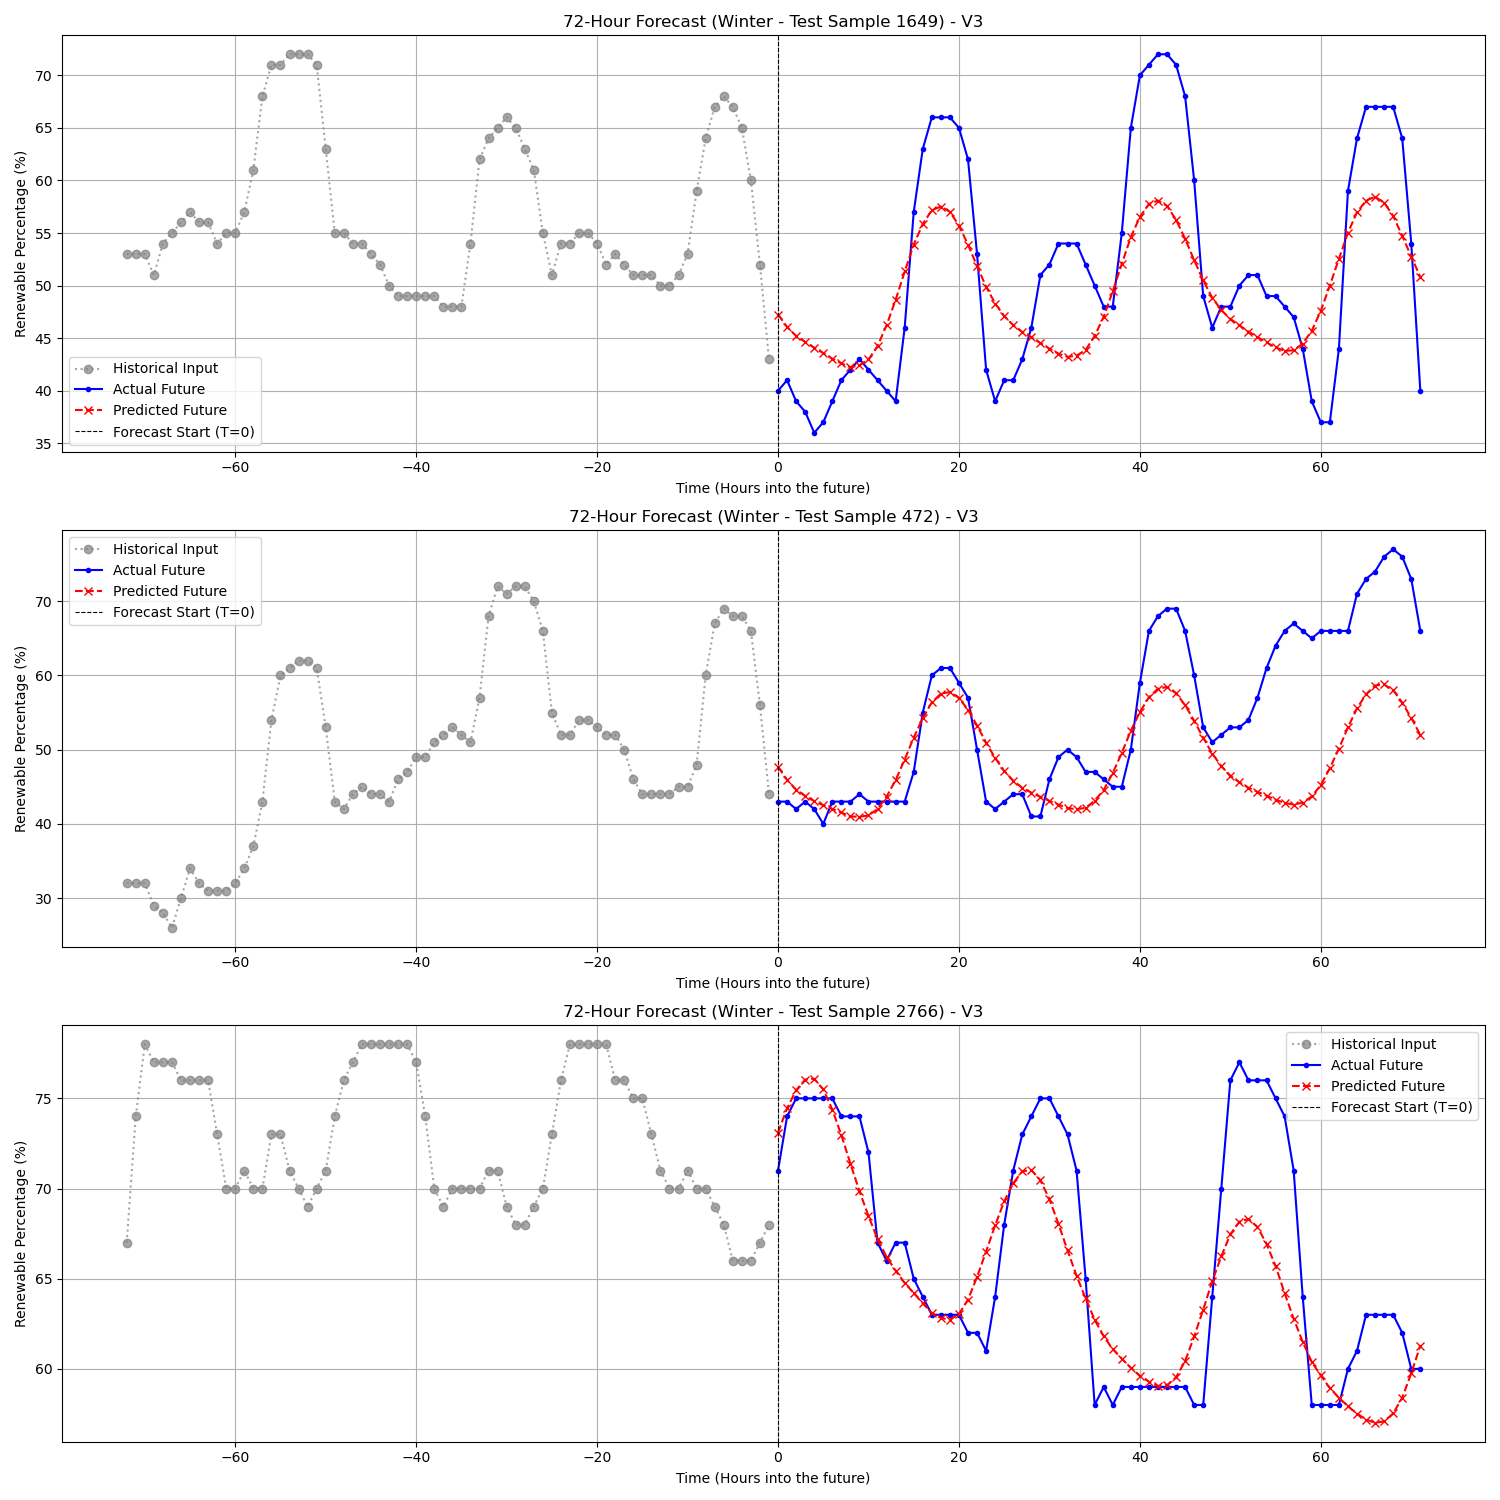 72-Hour Forecast (Winter - Test Sample 1649) - V3
Renewable Percentage (%)
70
65
60
55
50
45
40
35
Historical Input
Actual Future
Predicted Future
Forecast Start (T=0)
−60 −40 −20 0 20 40 60
Time (Hours into the future)
72-Hour Forecast (Winter - Test Sample 472) - V3
Renewable Percentage (%)
70
60
50
40
30
Historical Input
Actual Future
Predicted Future
Forecast Start (T=0)
−60 −40 −20 0 20 40 60
Time (Hours into the future)
72-Hour Forecast (Winter - Test Sample 2766) - V3
Renewable Percentage (%)
75
70
65
60
Historical Input
Actual Future
Predicted Future
Forecast Start (T=0)
−60 −40 −20 0 20 40 60
Time (Hours into the future)